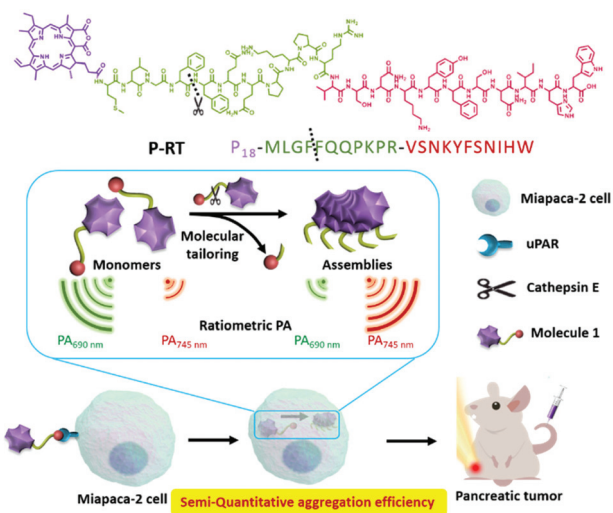 P-RT P18-MLGFFQQPKPR-VSNKYFSNIHW
Monomers
Molecular
tailoring
Assemblies
PA690 nm
PA745 nm
Ratiometric PA
PA690 nm
PA745 nm
Miapaca-2 cell
uPAR
Cathepsin E
Molecule 1
Miapaca-2 cell
Semi-Quantitative aggregation efficiency
Pancreatic tumor